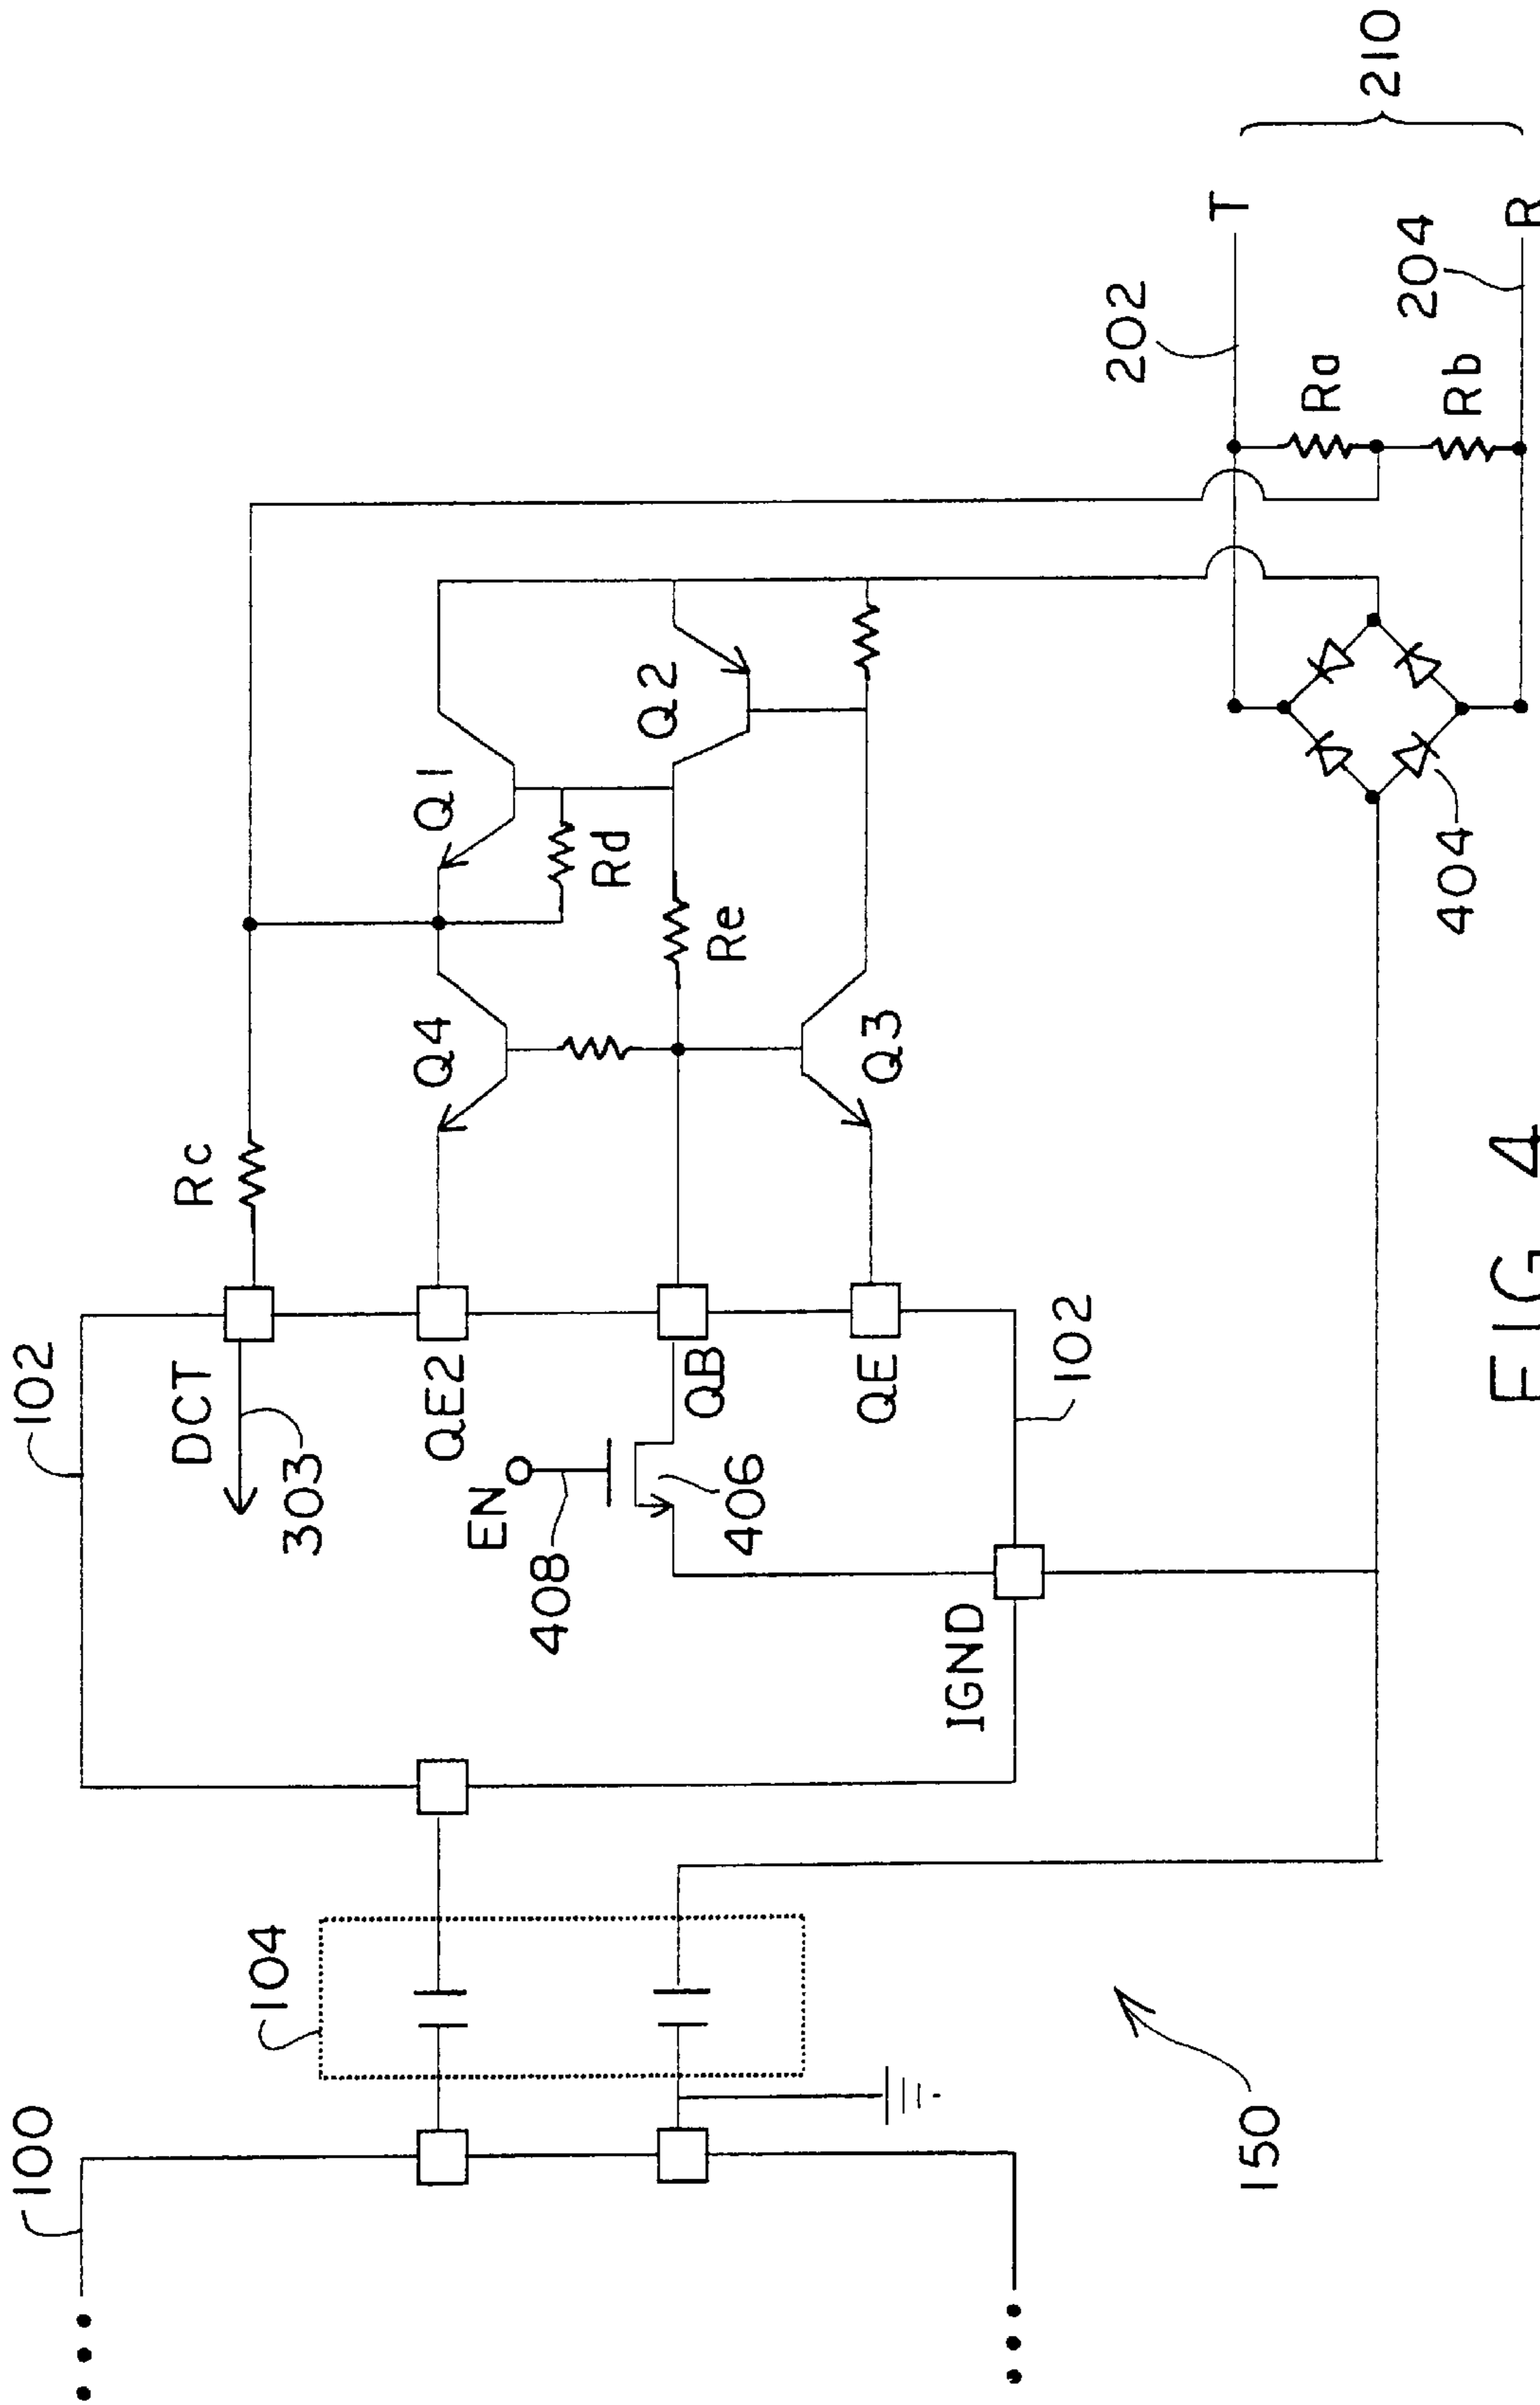 100
104
102
DCT
303
Rc
EN
408
QE2
406
QB
QE
IGND
102
Q4
Q1
Rd
Re
Q2
Q3
202
T
Ra
204
R
Rb
210
404
150
FIG. 4